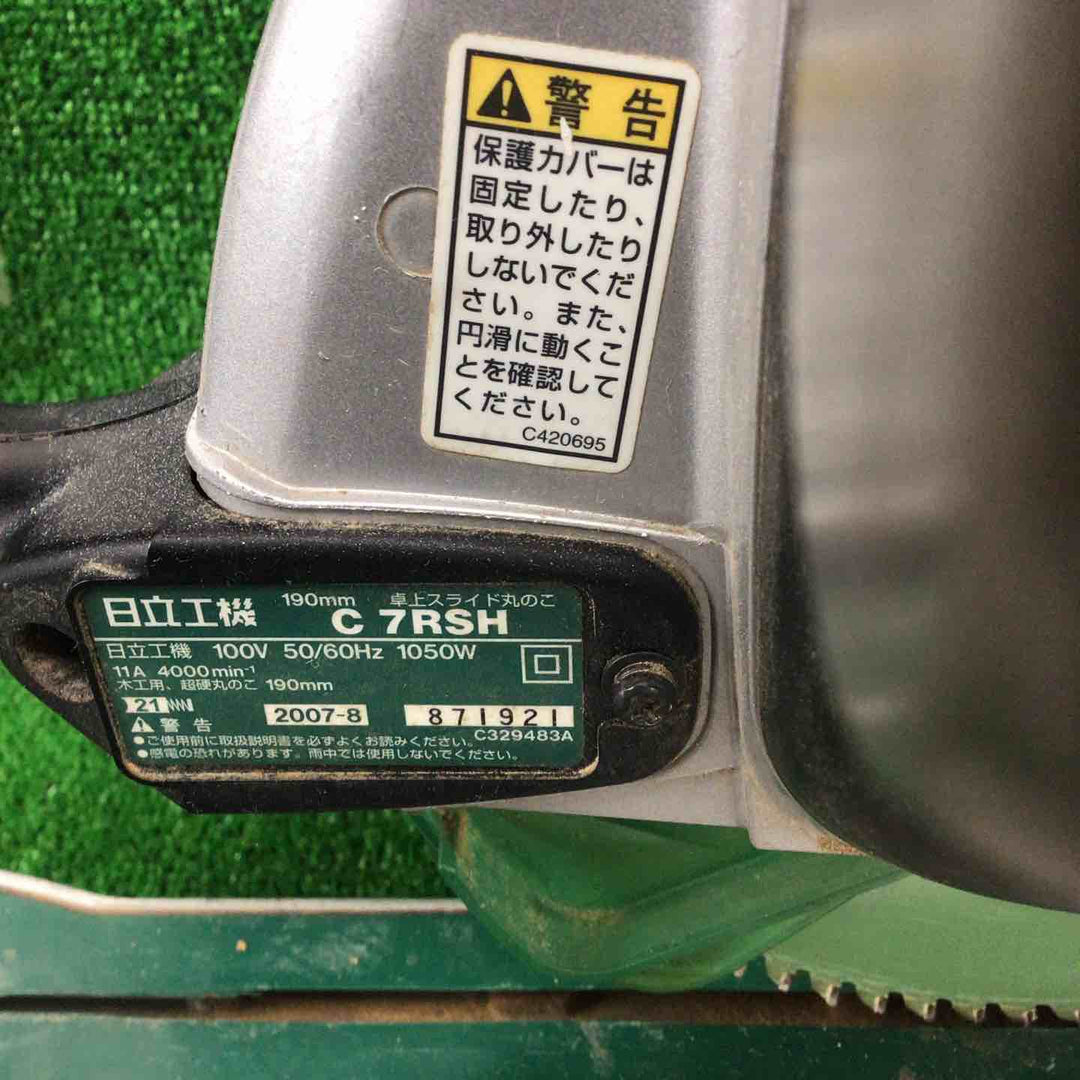 警告
保護カバーは
固定したり、
取り外したり
しないでくだ
さい。また、
円滑に動くこ
とを確認して
ください。
C420695
日立工機 190mm 卓上スライド丸のこ
C 7RSH
日立工機 100V 50/60Hz 1050W
11A 4000min⁻¹
木工用、超硬丸のこ 190mm
21
警告 2007-8 871921
C329483A
●ご使用前に取扱説明書を必ずよくお読みください。
●感電の恐れがあります。雨中では使用しないでください。